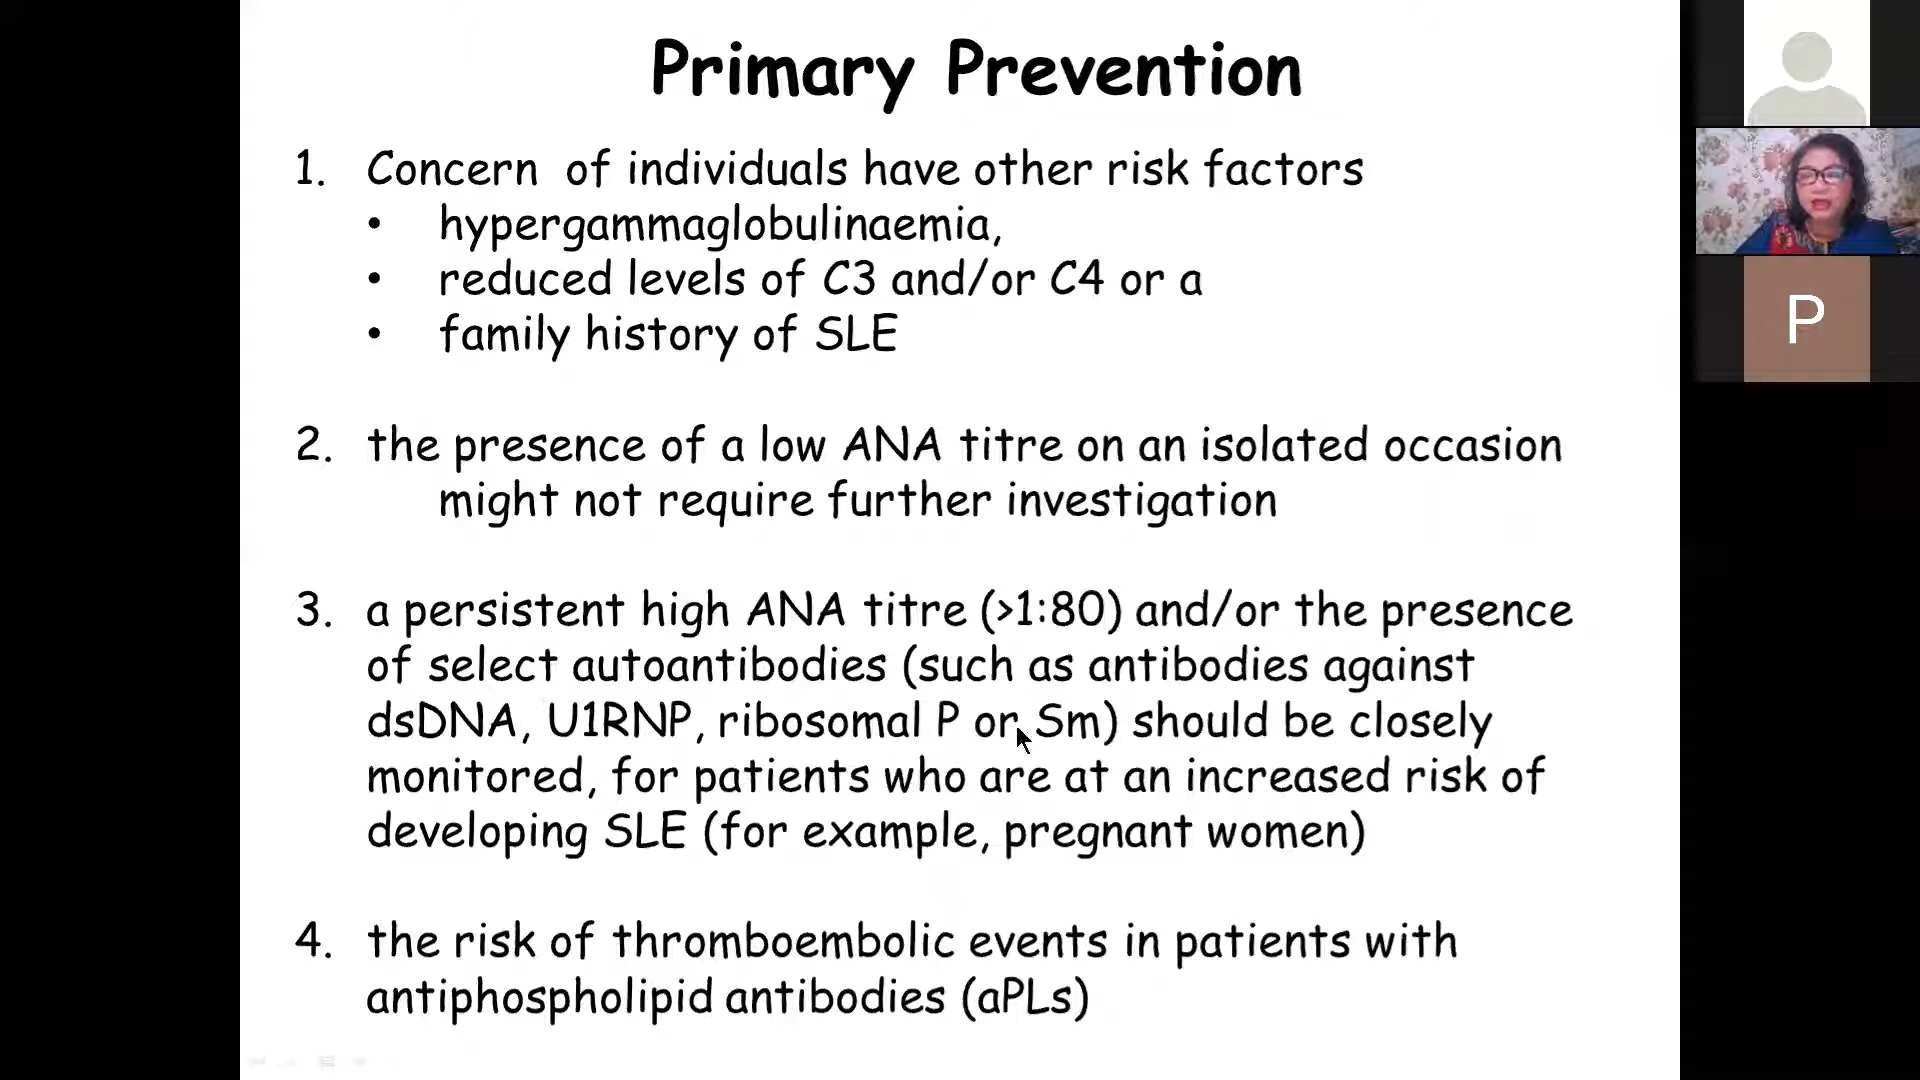 Primary Prevention
1. Concern of individuals have other risk factors
• hypergammaglobulinaemia,
• reduced levels of C3 and/or C4 or a
• family history of SLE
2. the presence of a low ANA titre on an isolated occasion
might not require further investigation
3. a persistent high ANA titre (>1:80) and/or the presence
of select autoantibodies (such as antibodies against
dsDNA, U1RNP, ribosomal P or Sm) should be closely
monitored, for patients who are at an increased risk of
developing SLE (for example, pregnant women)
4. the risk of thromboembolic events in patients with
antiphospholipid antibodies (aPLs)
P